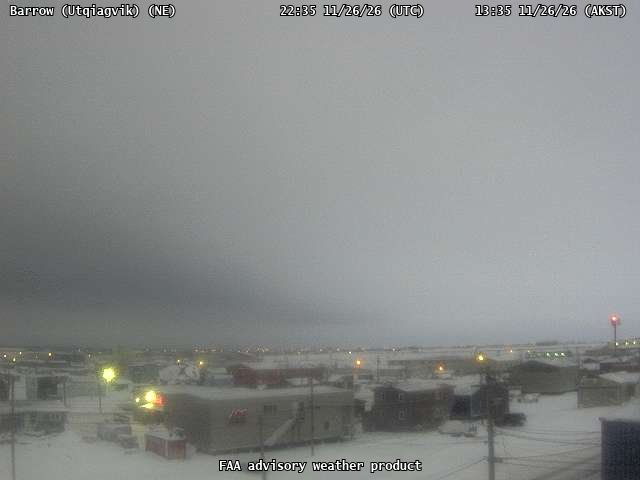 Barrow (Utqiagvik) (NE) 22:35 11/26/26 (UTC) 13:35 11/26/26 (AKST)
FAA advisory weather product